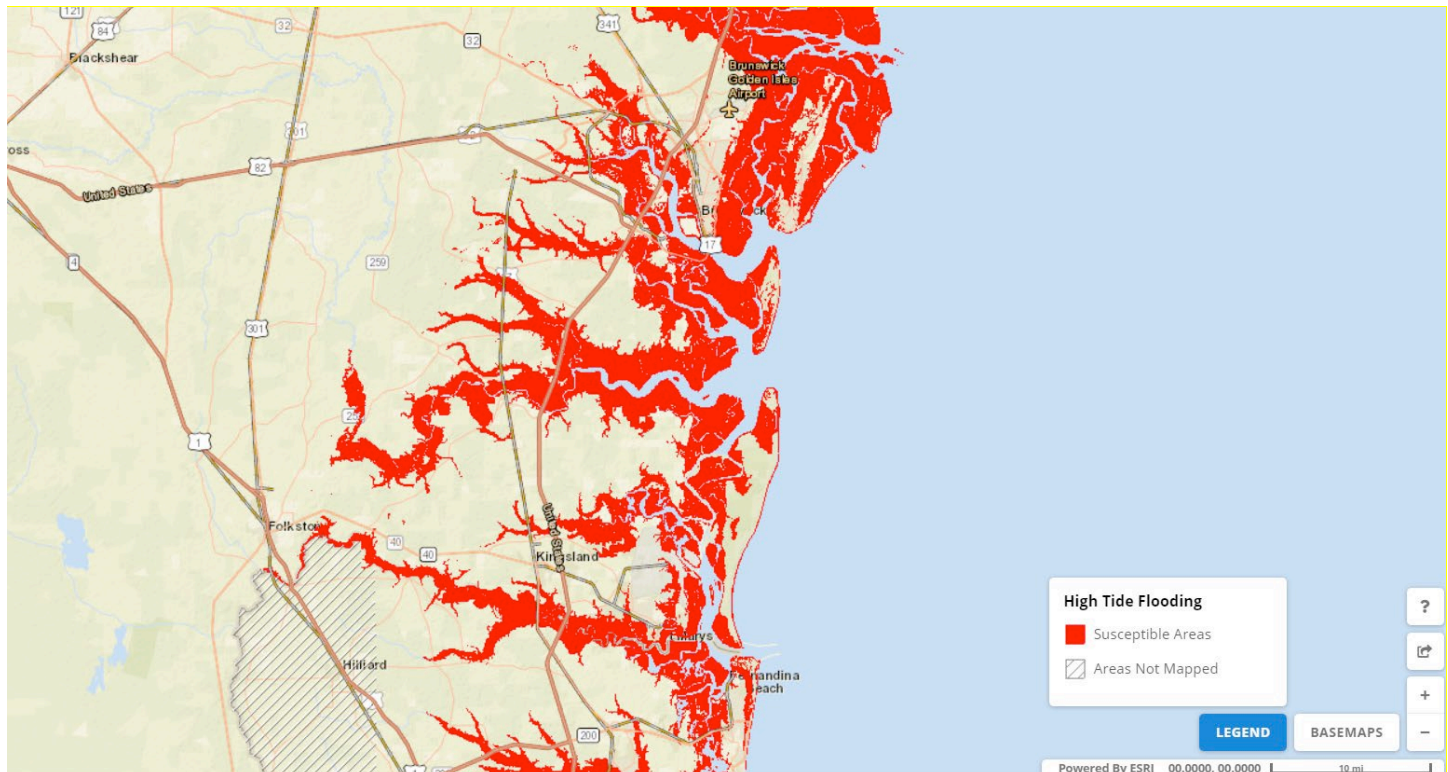 121
84
32
341
32
Blackshear
Brunswick
Golden Isles
Airport
301
82
United States
17
4
259
301
1
Folkston
40
40
Kingsland
United States
Hilliard
200
1
High Tide Flooding
Susceptible Areas
Areas Not Mapped
?
+
LEGEND
BASEMAPS
−
Powered By ESRI 00.0000, 00.0000 10 mi